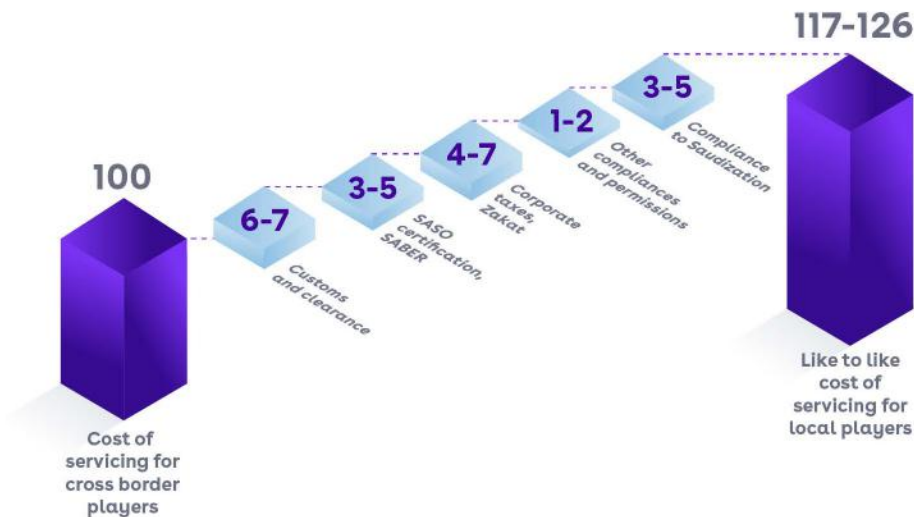 117-126
3-5
1-2
4-7
3-5
6-7
100
Compliance
to Saudization
Other
compliances
and permissions
Corporate
taxes,
Zakat
SASO
certification,
SABER
Customs
and clearance
Cost of
servicing for
cross border
players
Like to like
cost of
servicing for
local players